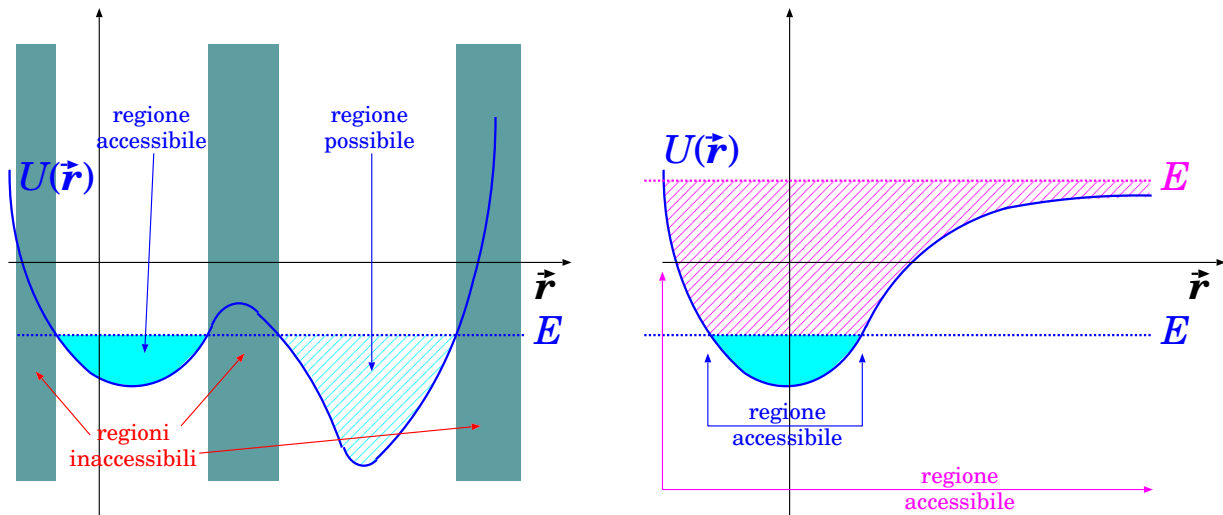 regione
accessibile
regione
possibile
U(r⃗)
r⃗
E
regioni
inaccessibili
U(r⃗)
E
r⃗
E
regione
accessibile
regione
accessibile